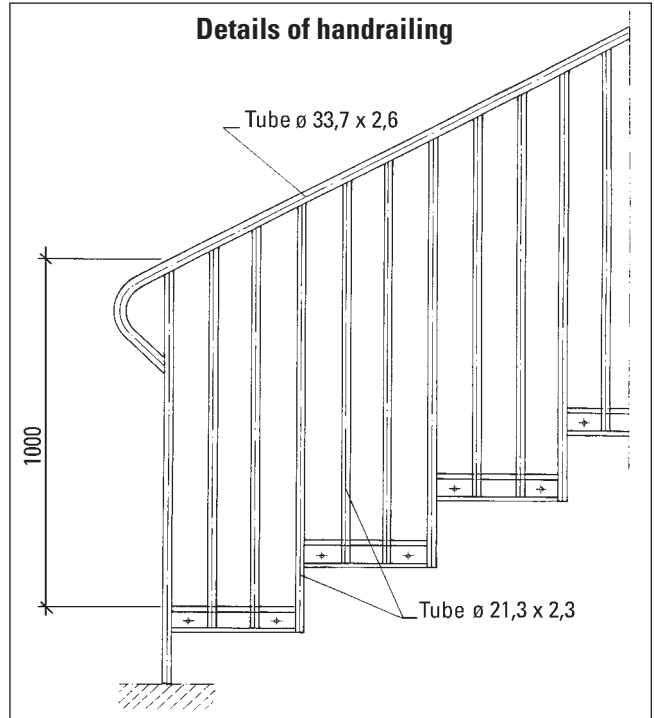 Details of handrailing
Tube ø 33,7 x 2,6
1000
Tube ø 21,3 x 2,3